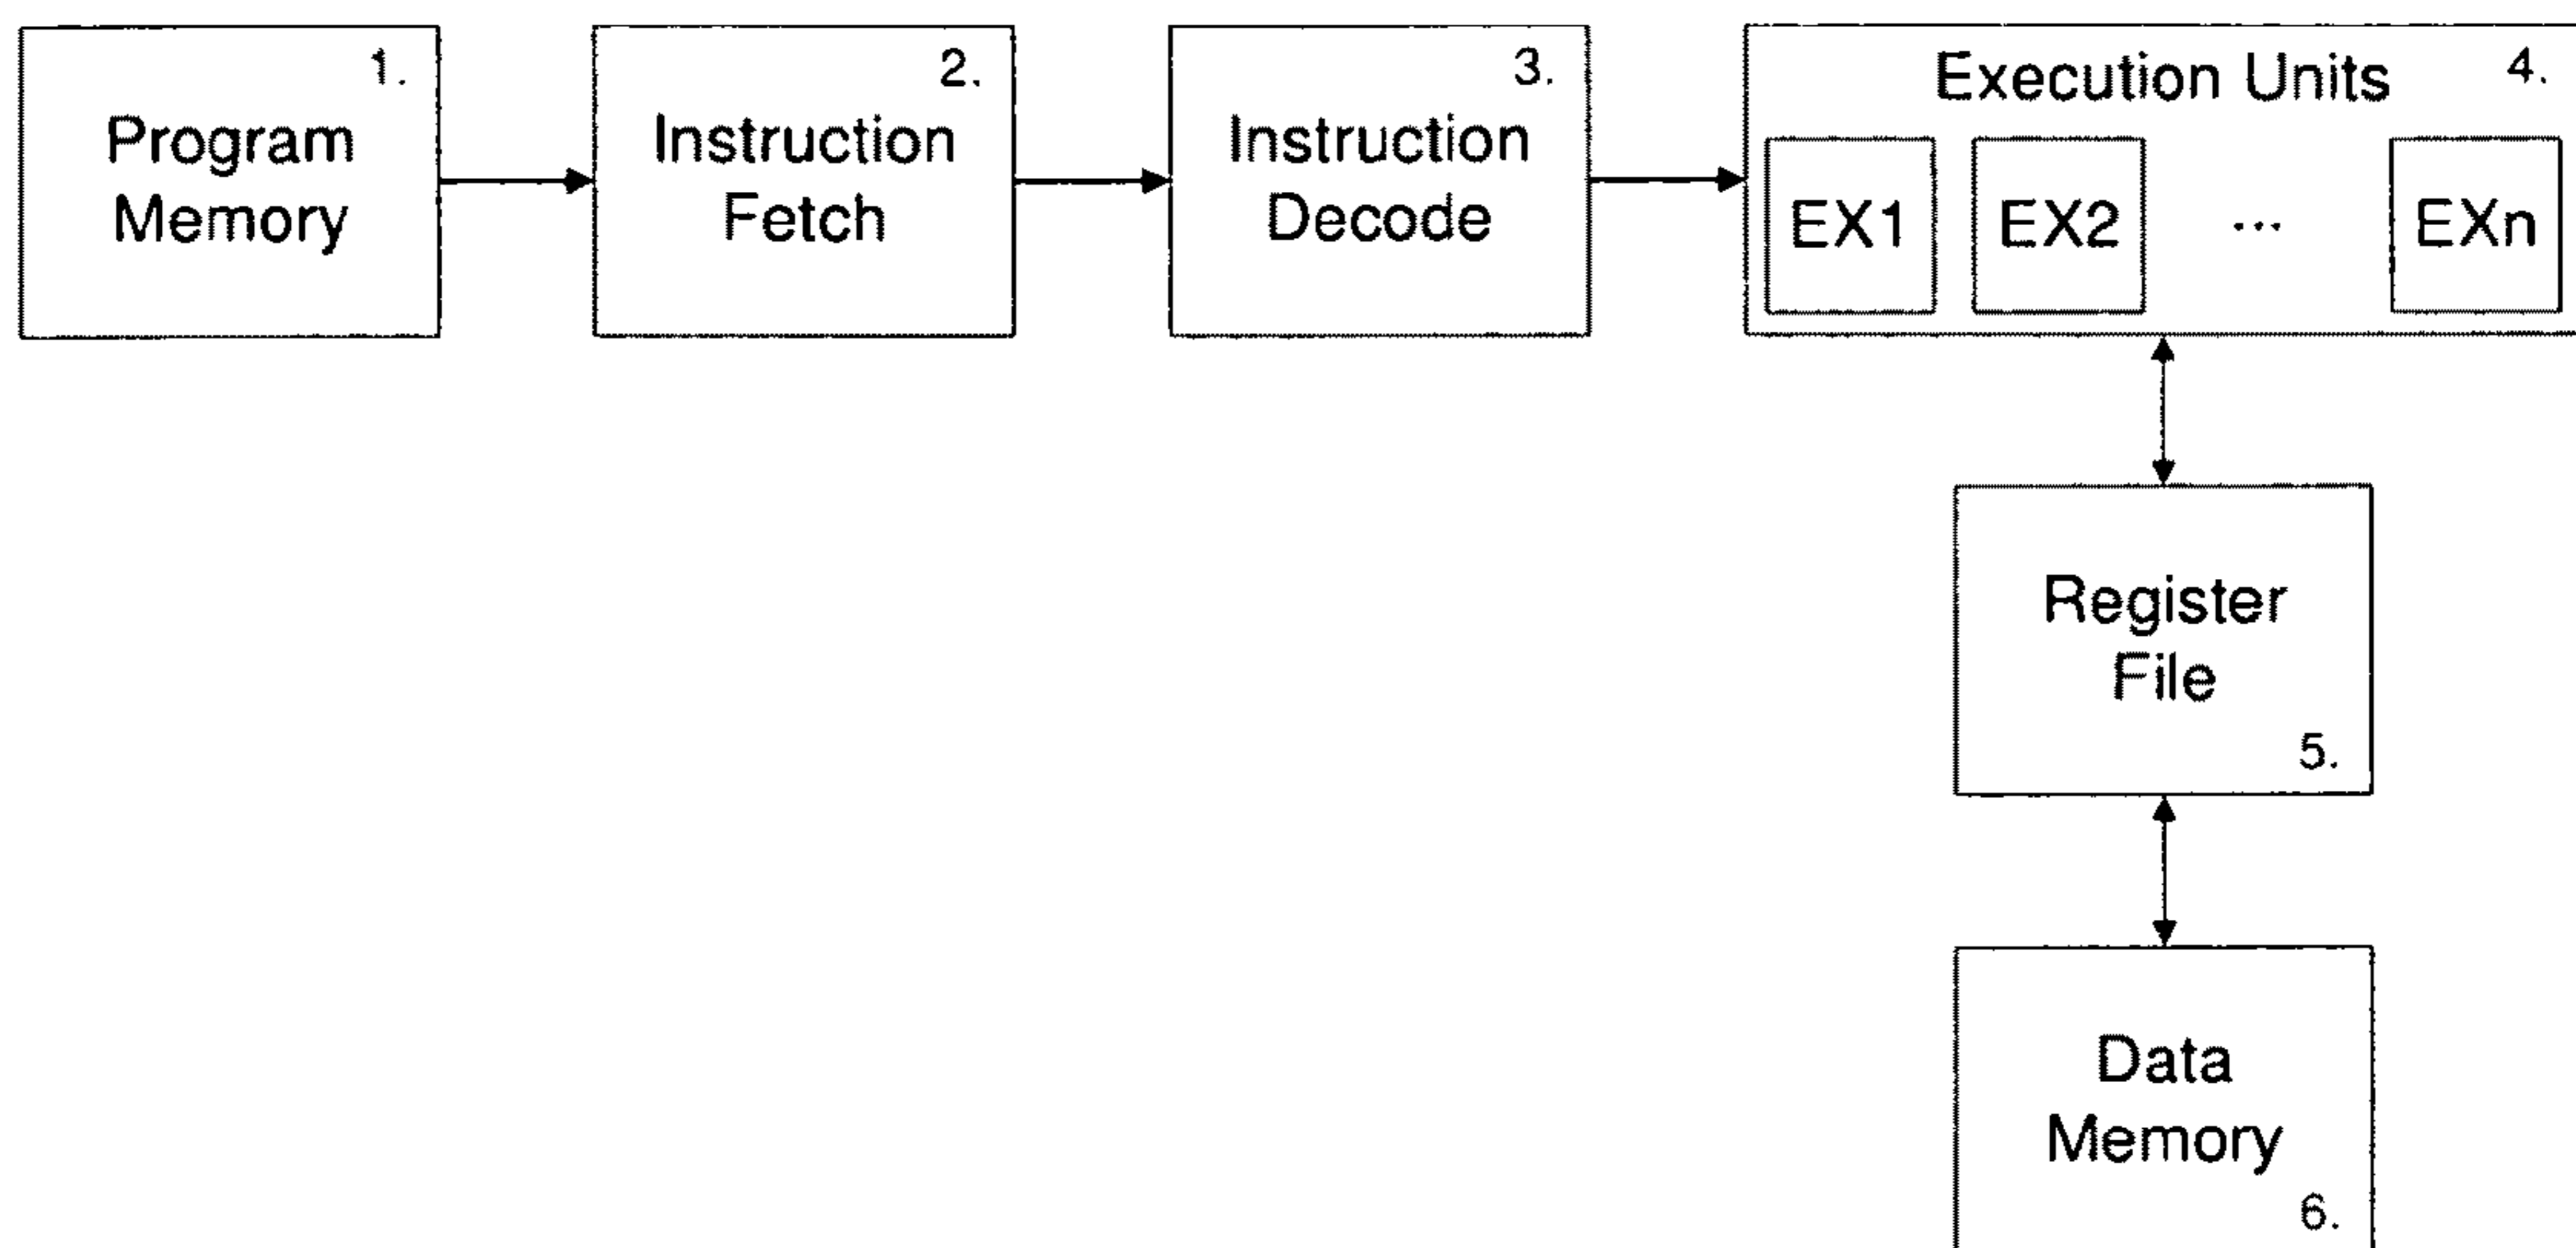 1.
Program
Memory
2.
Instruction
Fetch
3.
Instruction
Decode
4.
Execution Units
EX1 EX2 ... EXn
Register
File
5.
Data
Memory
6.